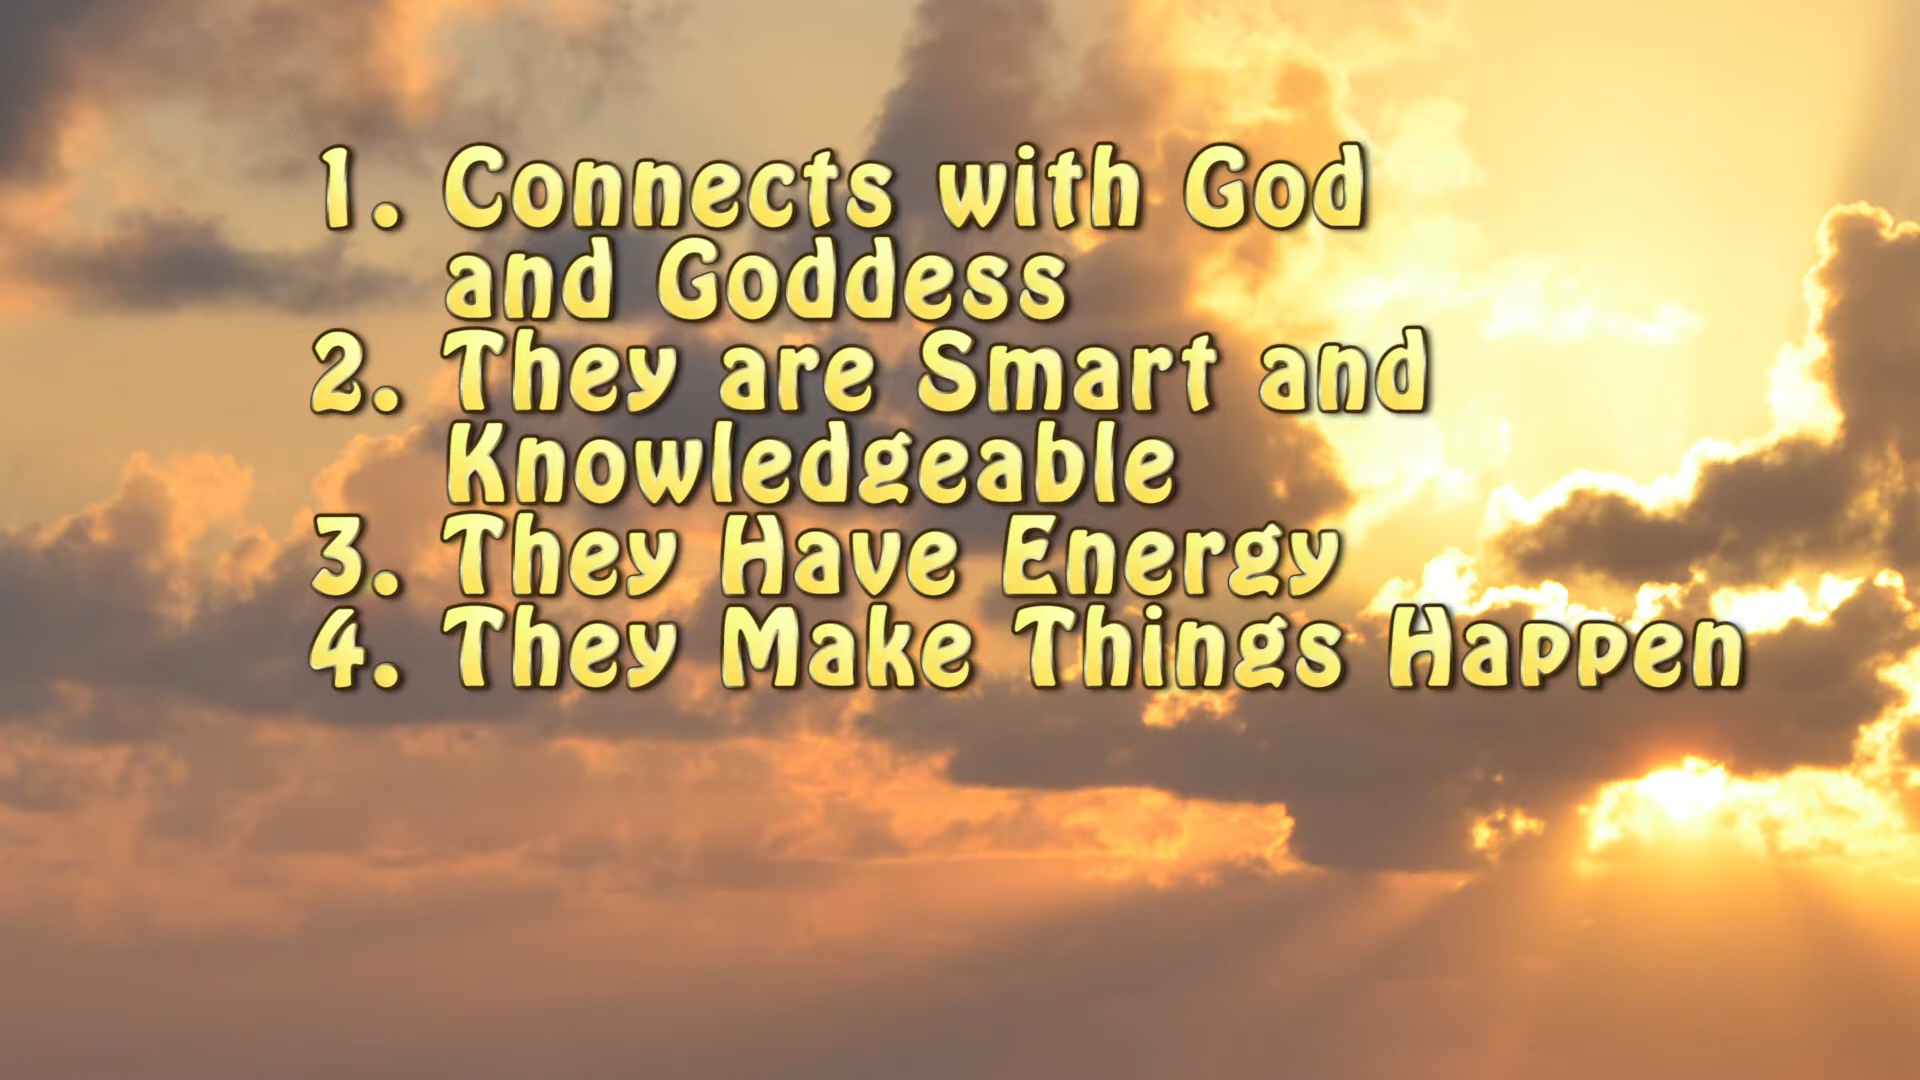 1. Connects with God
and Goddess
2. They are Smart and
Knowledgeable
3. They Have Energy
4. They Make Things Happen